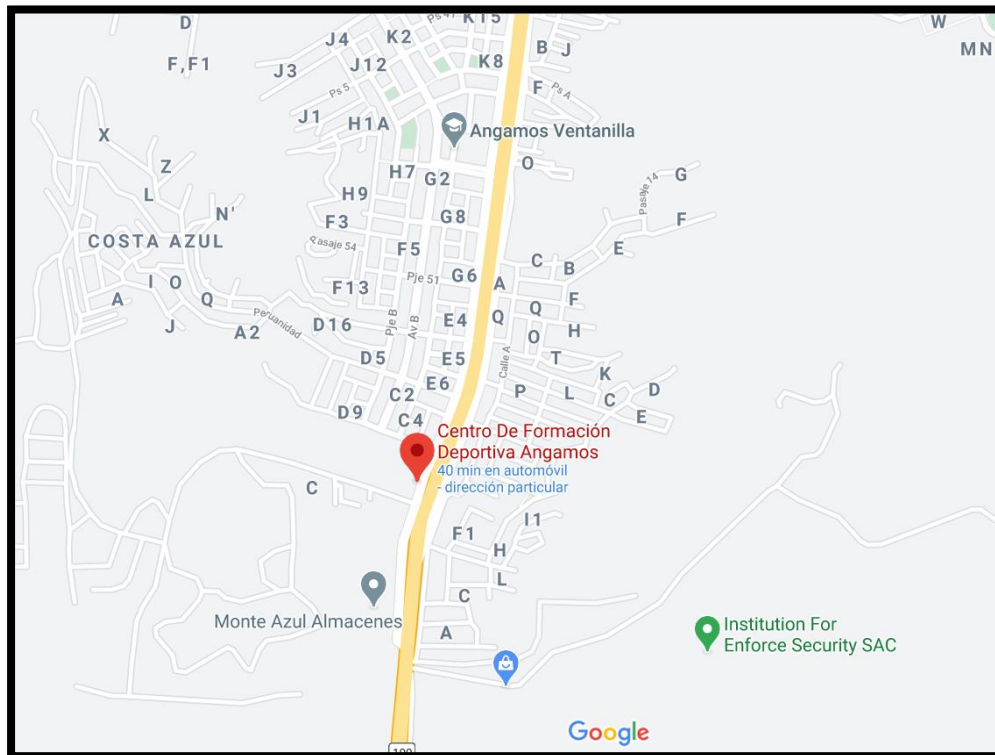 Ps 41
K15
D
K2
J4
W
B
J
MN
F,F1
J12
K8
J3
Ps 5
F
Ps A
J1
H1A
X
Angamos Ventanilla
Z
O
H7
G2
G
L
H9
Pasaje 14
N'
F3
G8
F
COSTA AZUL
F5
E
C
B
Pje 51
G6
I
O
A
F13
Q
F
A
Q
Peruanidad
D16
Q
J
A2
Pje B
Av B
E4
H
O
D5
E5
T
Calle A
K
C2
E6
P
L
D
C
D9
C4
E
Centro De Formación
Deportiva Angamos
40 min en automóvil
- dirección particular
C
F1
I1
H
L
Monte Azul Almacenes
C
A
Institution For
Enforce Security SAC
Google